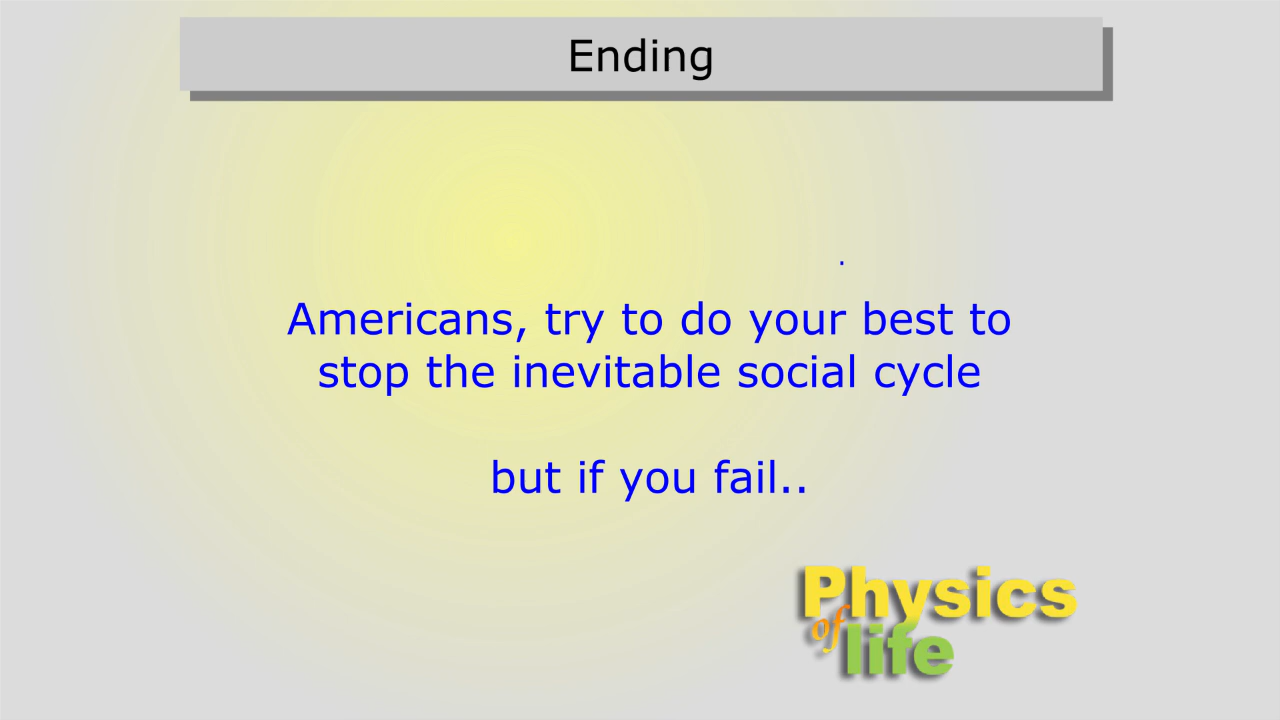 Ending
.
Americans, try to do your best to
stop the inevitable social cycle
but if you fail..
Physics
of
life